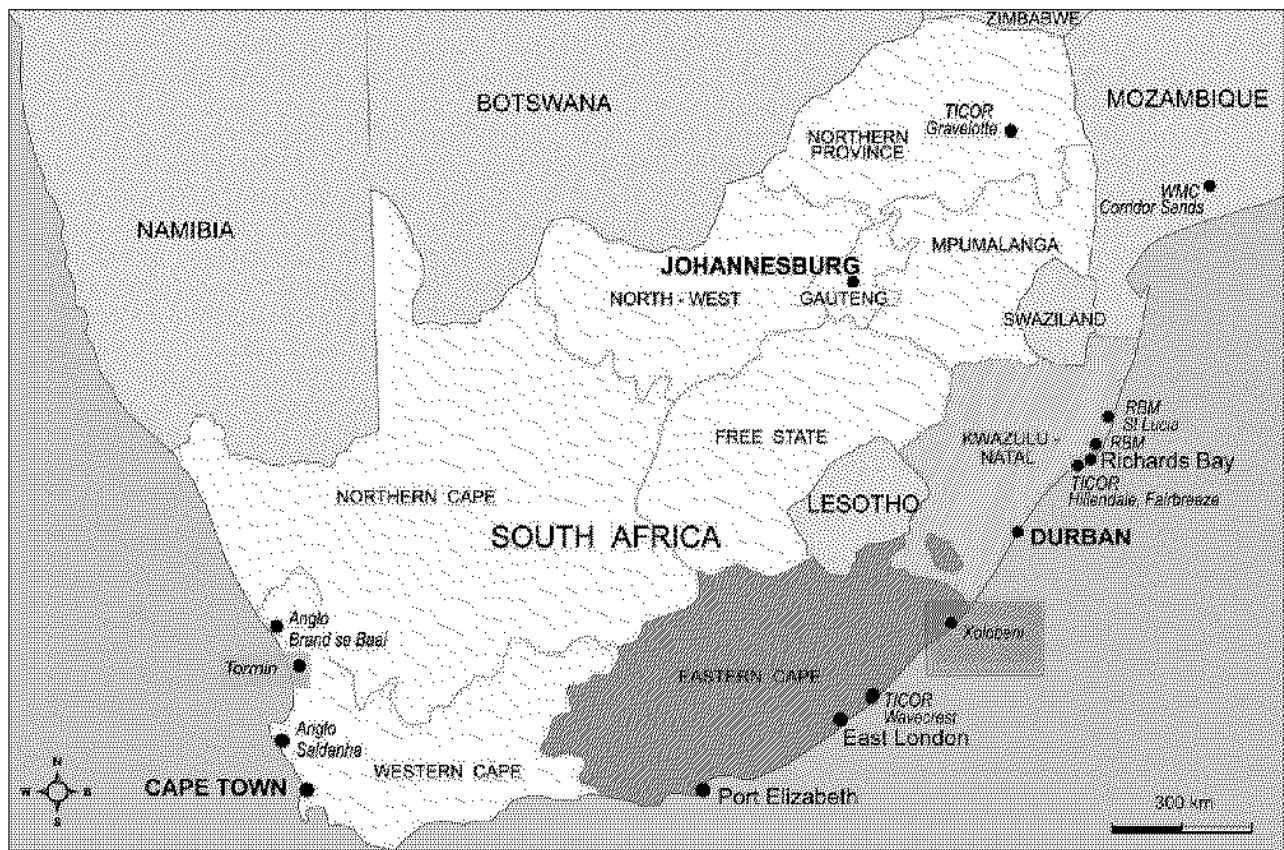 ZIMBABWE
BOTSWANA
MOZAMBIQUE
TICOR
Gravelotte
NORTHERN
PROVINCE
WMC
Corridor Sands
NAMIBIA
MPUMALANGA
JOHANNESBURG
NORTH - WEST
GAUTENG
SWAZILAND
RBM
St Lucia
FREE STATE
KWAZULU -
NATAL
RBM
Richards Bay
TICOR
Hillendale, Fairbreeze
NORTHERN CAPE
LESOTHO
SOUTH AFRICA
DURBAN
Anglo
Brand se Baai
Xolobeni
Tormin
EASTERN CAPE
TICOR
Wavecrest
East London
Anglo
Saldanha
WESTERN CAPE
CAPE TOWN
Port Elizabeth
N
W
E
S
300 km